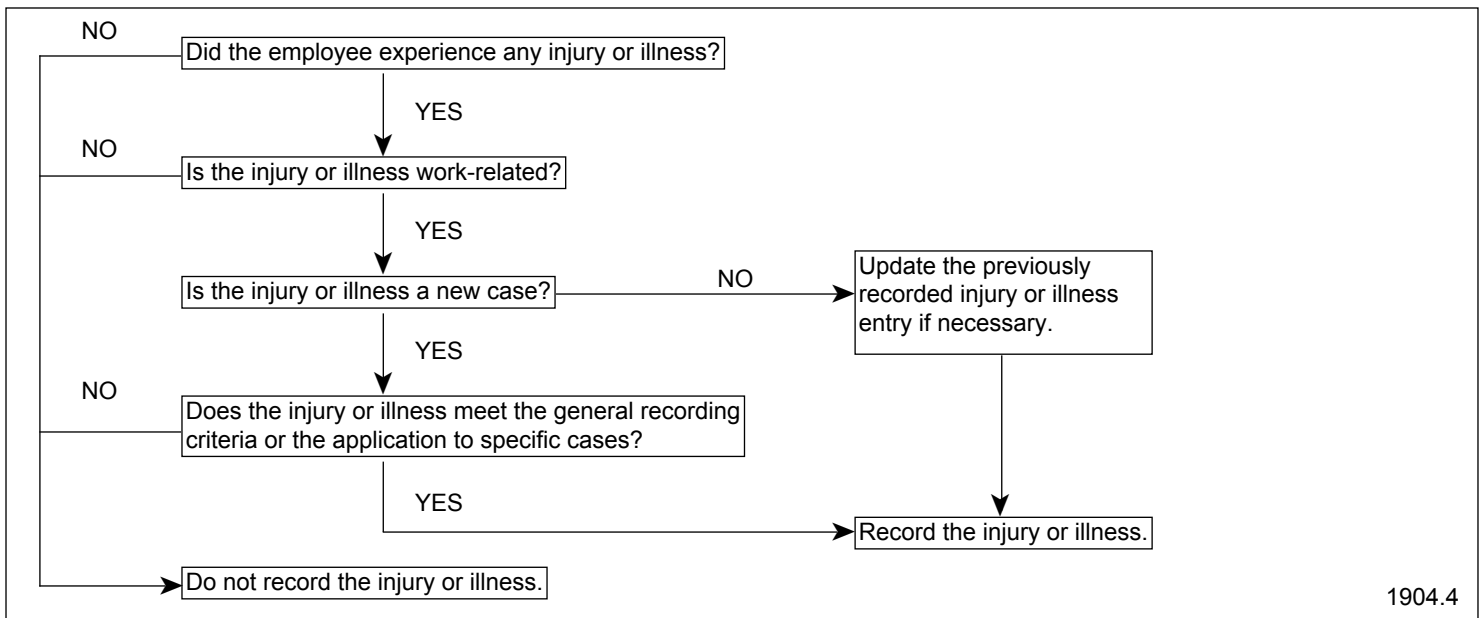 NO
Did the employee experience any injury or illness?
YES
NO
Is the injury or illness work-related?
YES
Is the injury or illness a new case?
NO
Update the previously
recorded injury or illness
entry if necessary.
YES
NO
Does the injury or illness meet the general recording
criteria or the application to specific cases?
YES
Record the injury or illness.
Do not record the injury or illness.
1904.4